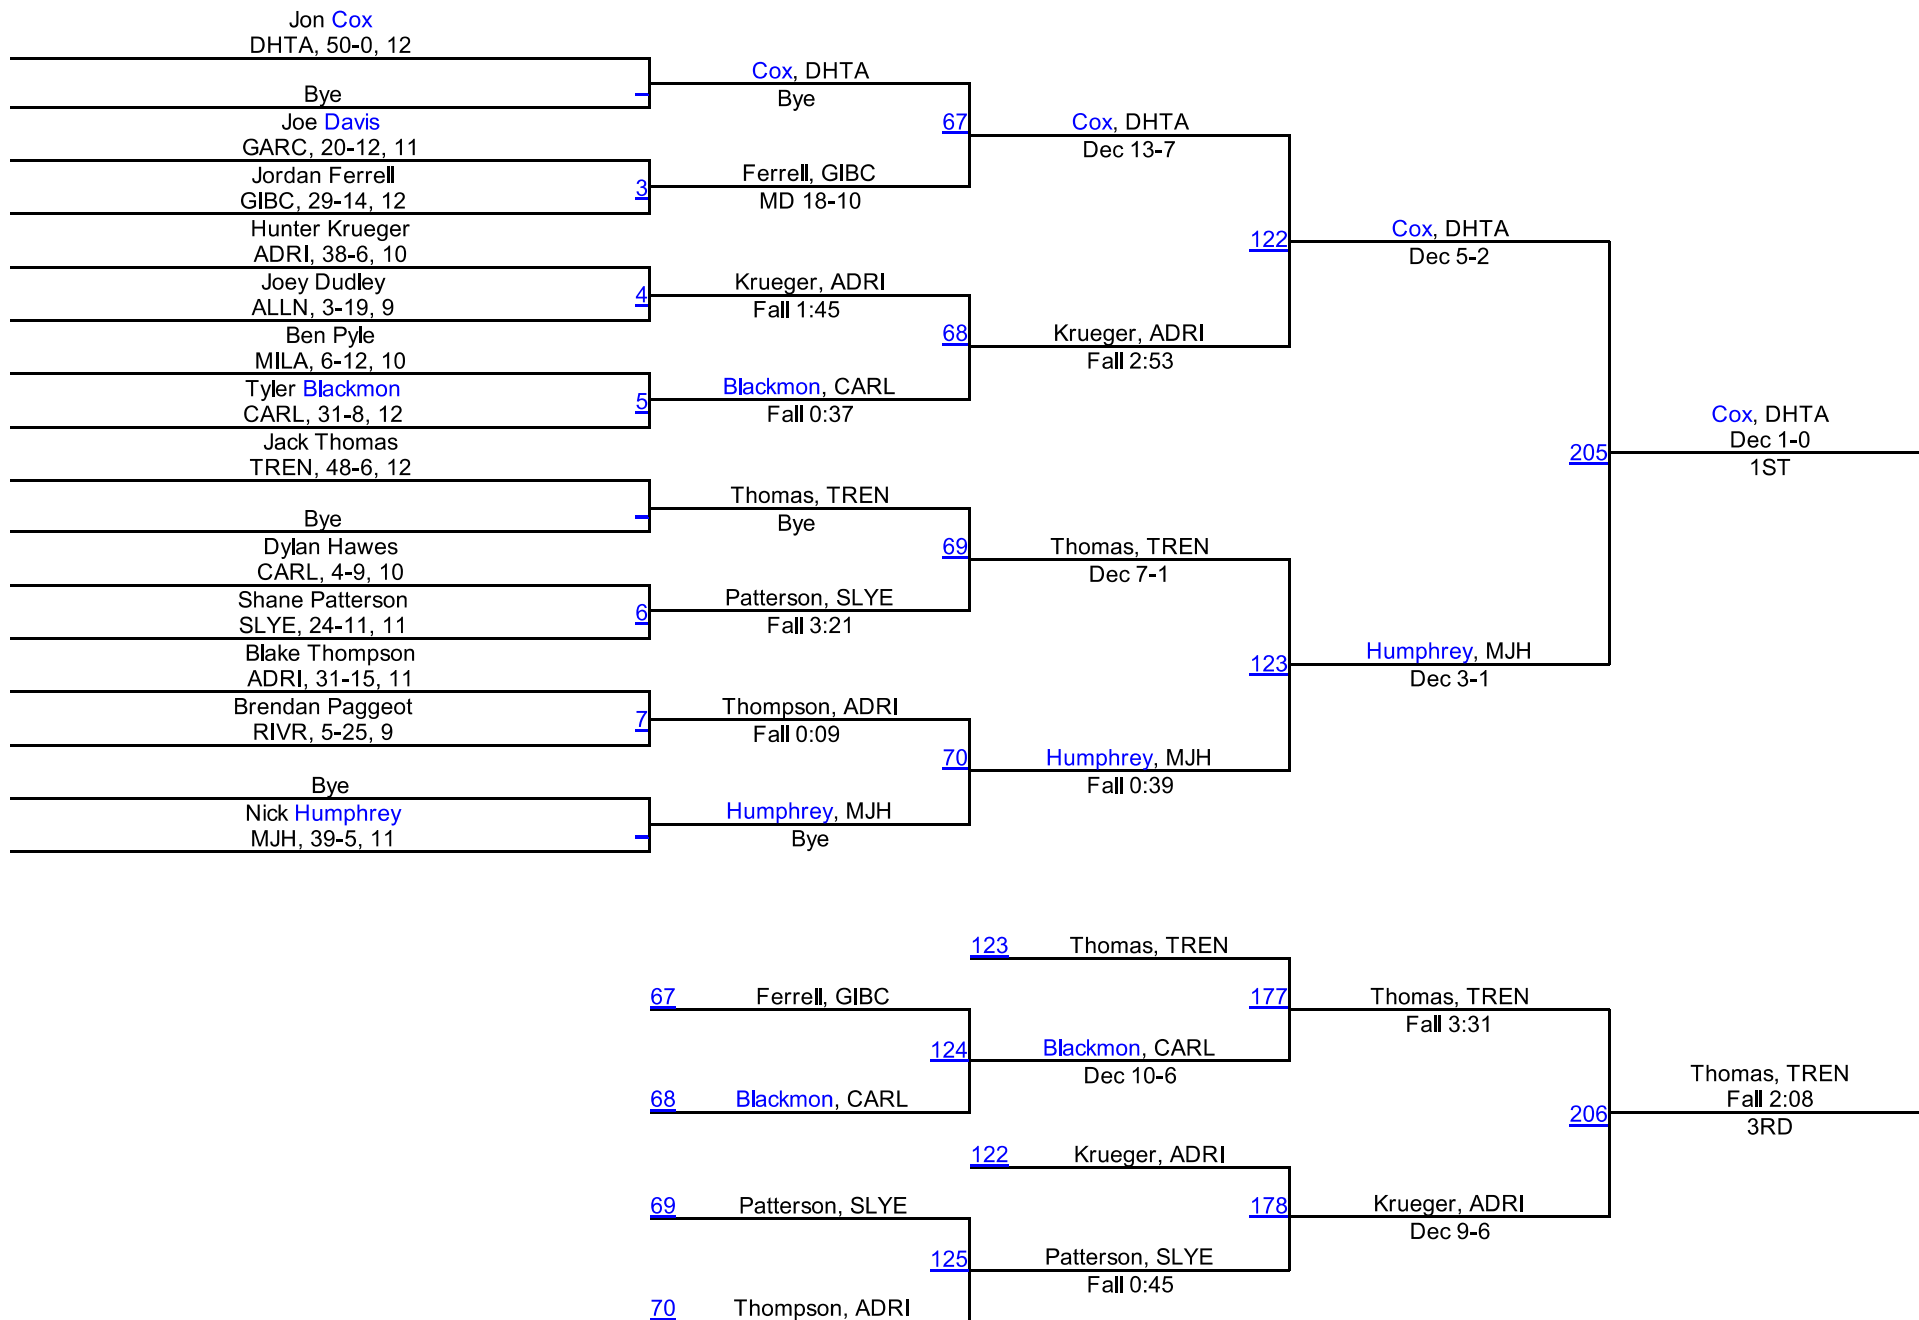 Jon Cox
DHTA, 50-0, 12
Bye
Joe Davis
GARC, 20-12, 11
Jordan Ferrell
GIBC, 29-14, 12
3
Hunter Krueger
ADRI, 38-6, 10
Joey Dudley
ALLN, 3-19, 9
4
Ben Pyle
MILA, 6-12, 10
Tyler Blackmon
CARL, 31-8, 12
5
Jack Thomas
TREN, 48-6, 12
Bye
Dylan Hawes
CARL, 4-9, 10
Shane Patterson
SLYE, 24-11, 11
6
Blake Thompson
ADRI, 31-15, 11
Brendan Paggeot
RIVR, 5-25, 9
7
Bye
Nick Humphrey
MJH, 39-5, 11
Cox, DHTA
Bye
67
Ferrell, GIBC
MD 18-10
Krueger, ADRI
Fall 1:45
68
Blackmon, CARL
Fall 0:37
Thomas, TREN
Bye
69
Patterson, SLYE
Fall 3:21
Thompson, ADRI
Fall 0:09
70
Humphrey, MJH
Bye
Cox, DHTA
Dec 13-7
122
Krueger, ADRI
Fall 2:53
Thomas, TREN
Dec 7-1
123
Humphrey, MJH
Fall 0:39
Cox, DHTA
Dec 5-2
205
Humphrey, MJH
Dec 3-1
Cox, DHTA
Dec 1-0
1ST
67 Ferrell, GIBC
124
68 Blackmon, CARL
69 Patterson, SLYE
125
70 Thompson, ADRI
123 Thomas, TREN
177
Blackmon, CARL
Dec 10-6
122 Krueger, ADRI
178
Patterson, SLYE
Fall 0:45
Thomas, TREN
Fall 3:31
206
Krueger, ADRI
Dec 9-6
Thomas, TREN
Fall 2:08
3RD